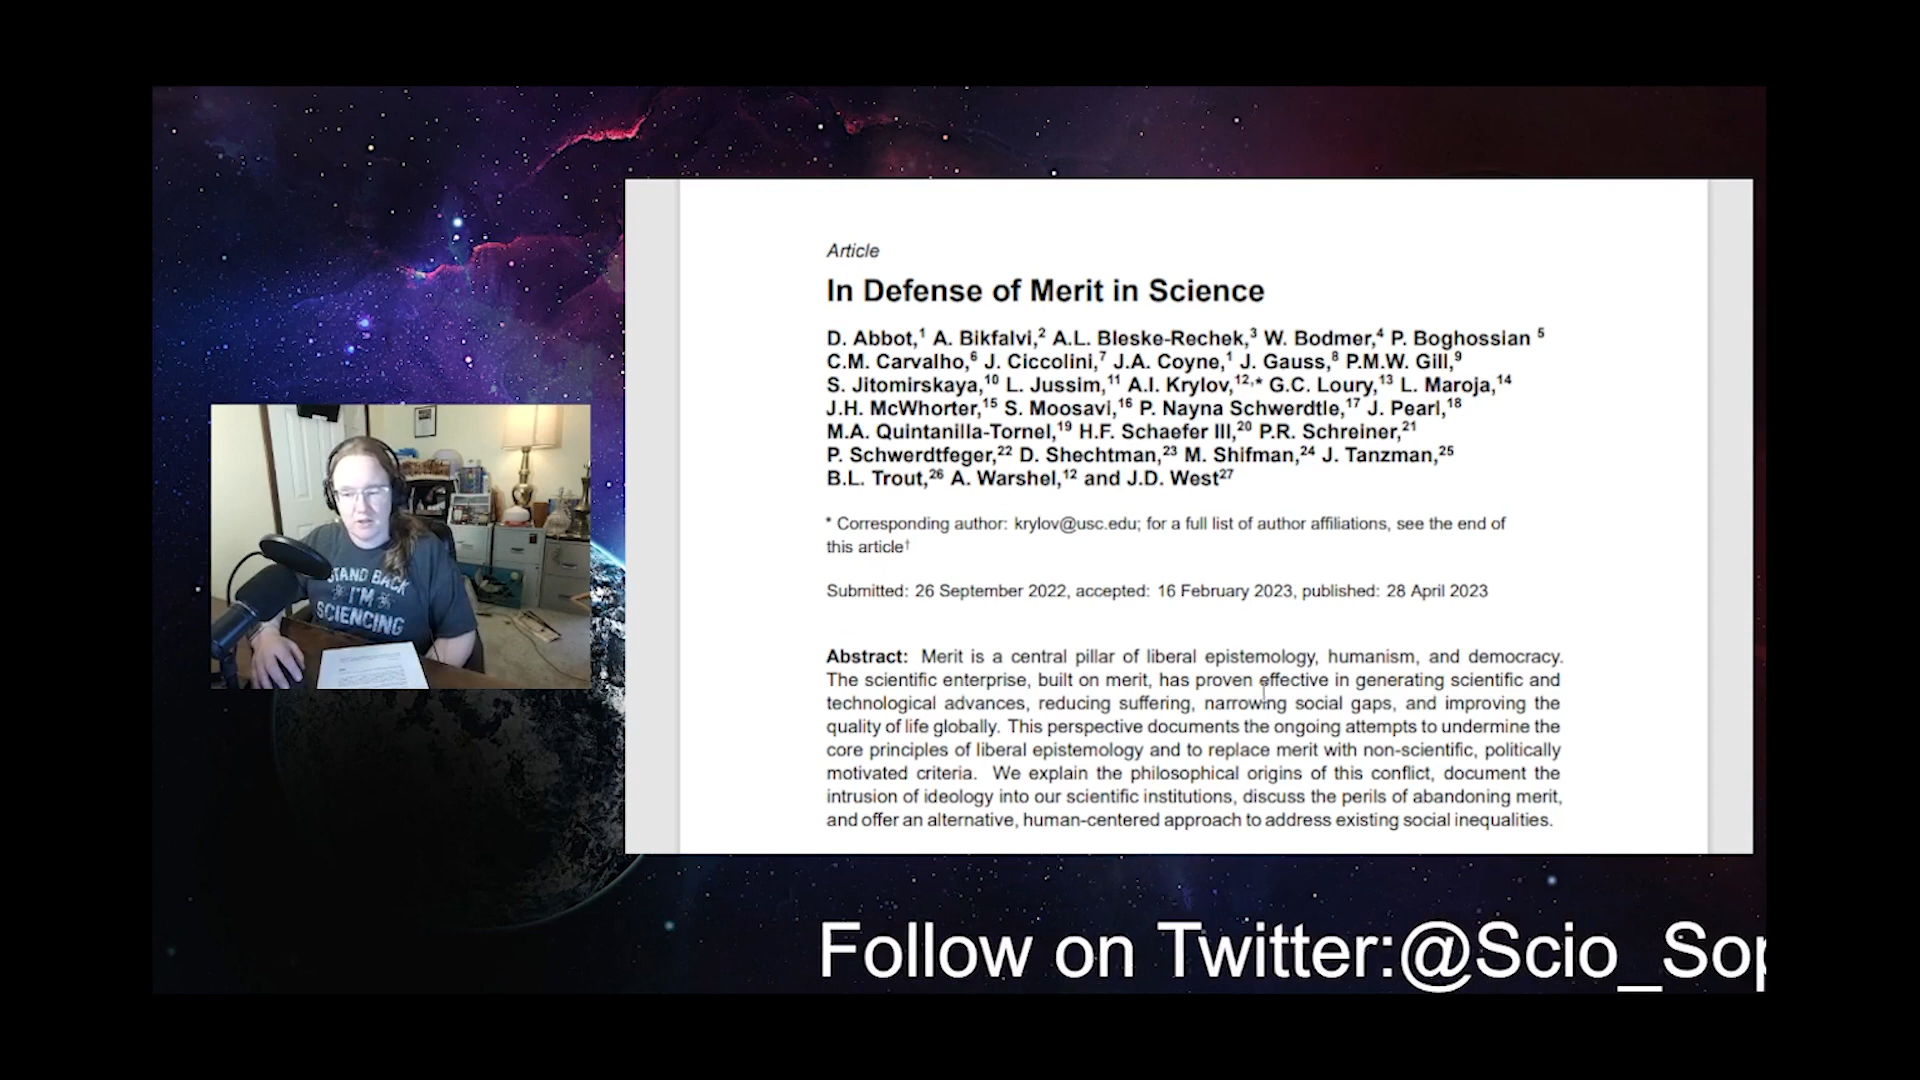 Article
In Defense of Merit in Science
D. Abbot,1 A. Bikfalvi,2 A.L. Bleske-Rechek,3 W. Bodmer,4 P. Boghossian 5
C.M. Carvalho,6 J. Ciccolini,7 J.A. Coyne,1 J. Gauss,8 P.M.W. Gill,9
S. Jitomirskaya,10 L. Jussim,11 A.I. Krylov,12,* G.C. Loury,13 L. Maroja,14
J.H. McWhorter,15 S. Moosavi,16 P. Nayna Schwerdtle,17 J. Pearl,18
M.A. Quintanilla-Tornel,19 H.F. Schaefer III,20 P.R. Schreiner,21
P. Schwerdtfeger,22 D. Shechtman,23 M. Shifman,24 J. Tanzman,25
B.L. Trout,26 A. Warshel,12 and J.D. West27
* Corresponding author: krylov@usc.edu; for a full list of author affiliations, see the end of
this article†
Submitted: 26 September 2022, accepted: 16 February 2023, published: 28 April 2023
Abstract: Merit is a central pillar of liberal epistemology, humanism, and democracy.
The scientific enterprise, built on merit, has proven effective in generating scientific and
technological advances, reducing suffering, narrowing social gaps, and improving the
quality of life globally. This perspective documents the ongoing attempts to undermine the
core principles of liberal epistemology and to replace merit with non-scientific, politically
motivated criteria. We explain the philosophical origins of this conflict, document the
intrusion of ideology into our scientific institutions, discuss the perils of abandoning merit,
and offer an alternative, human-centered approach to address existing social inequalities.
STAND BACK
I'M
SCIENCING
Follow on Twitter:@Scio_Sop